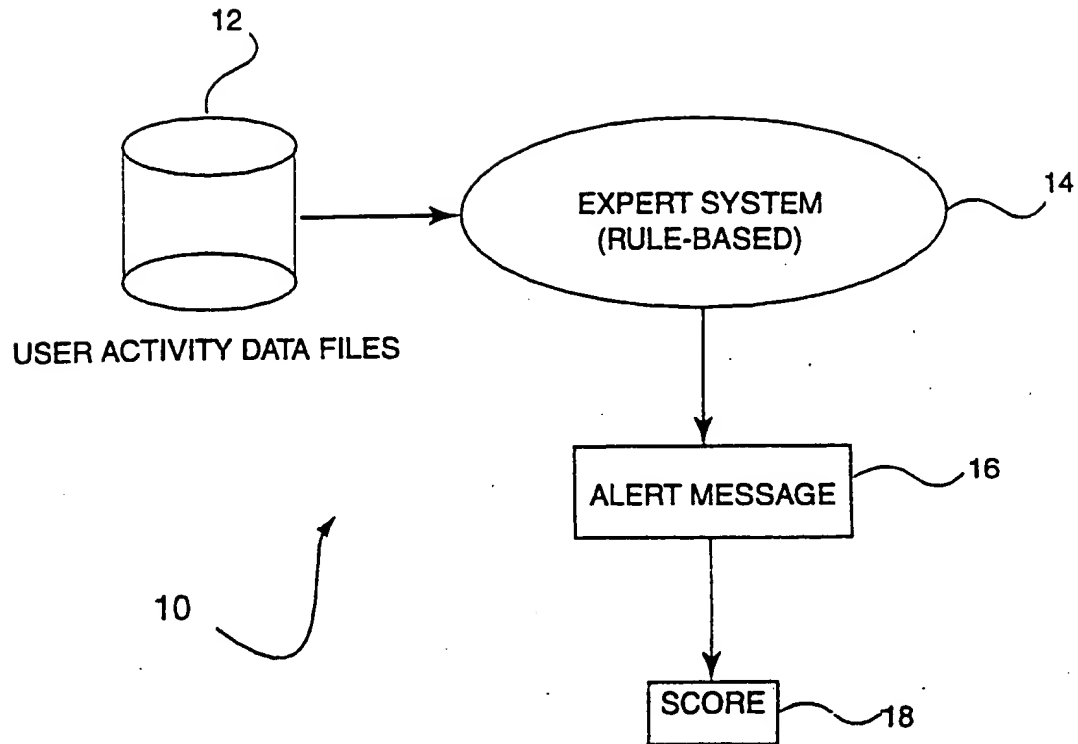 12
EXPERT SYSTEM
(RULE-BASED)
14
USER ACTIVITY DATA FILES
ALERT MESSAGE
16
10
SCORE
18